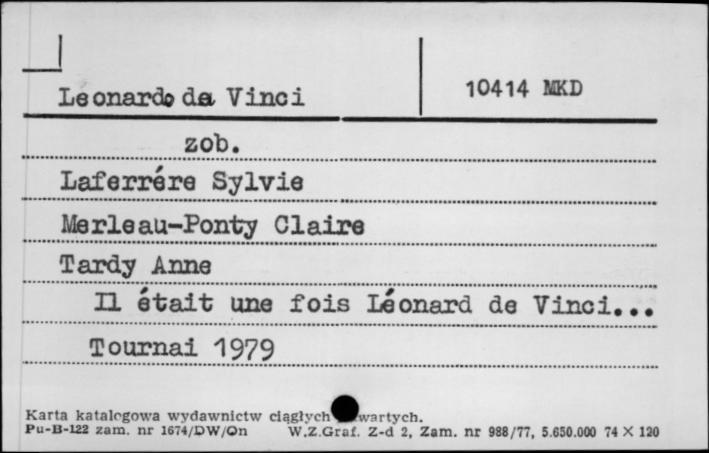 Leonardo da Vinci
10414 MKD
zob.
Laferrére Sylvie
Merleau-Ponty Claire
Tardy Anne
Il était une fois Léonard de Vinci...
Tournai 1979
Karta katalogowa wydawnictw ciągłych
Pu-B-122 zam. nr 1674/DW/On W.Z.Graf. Z-d 2, Zam. nr 988/77, 5.650.000 74 X 120